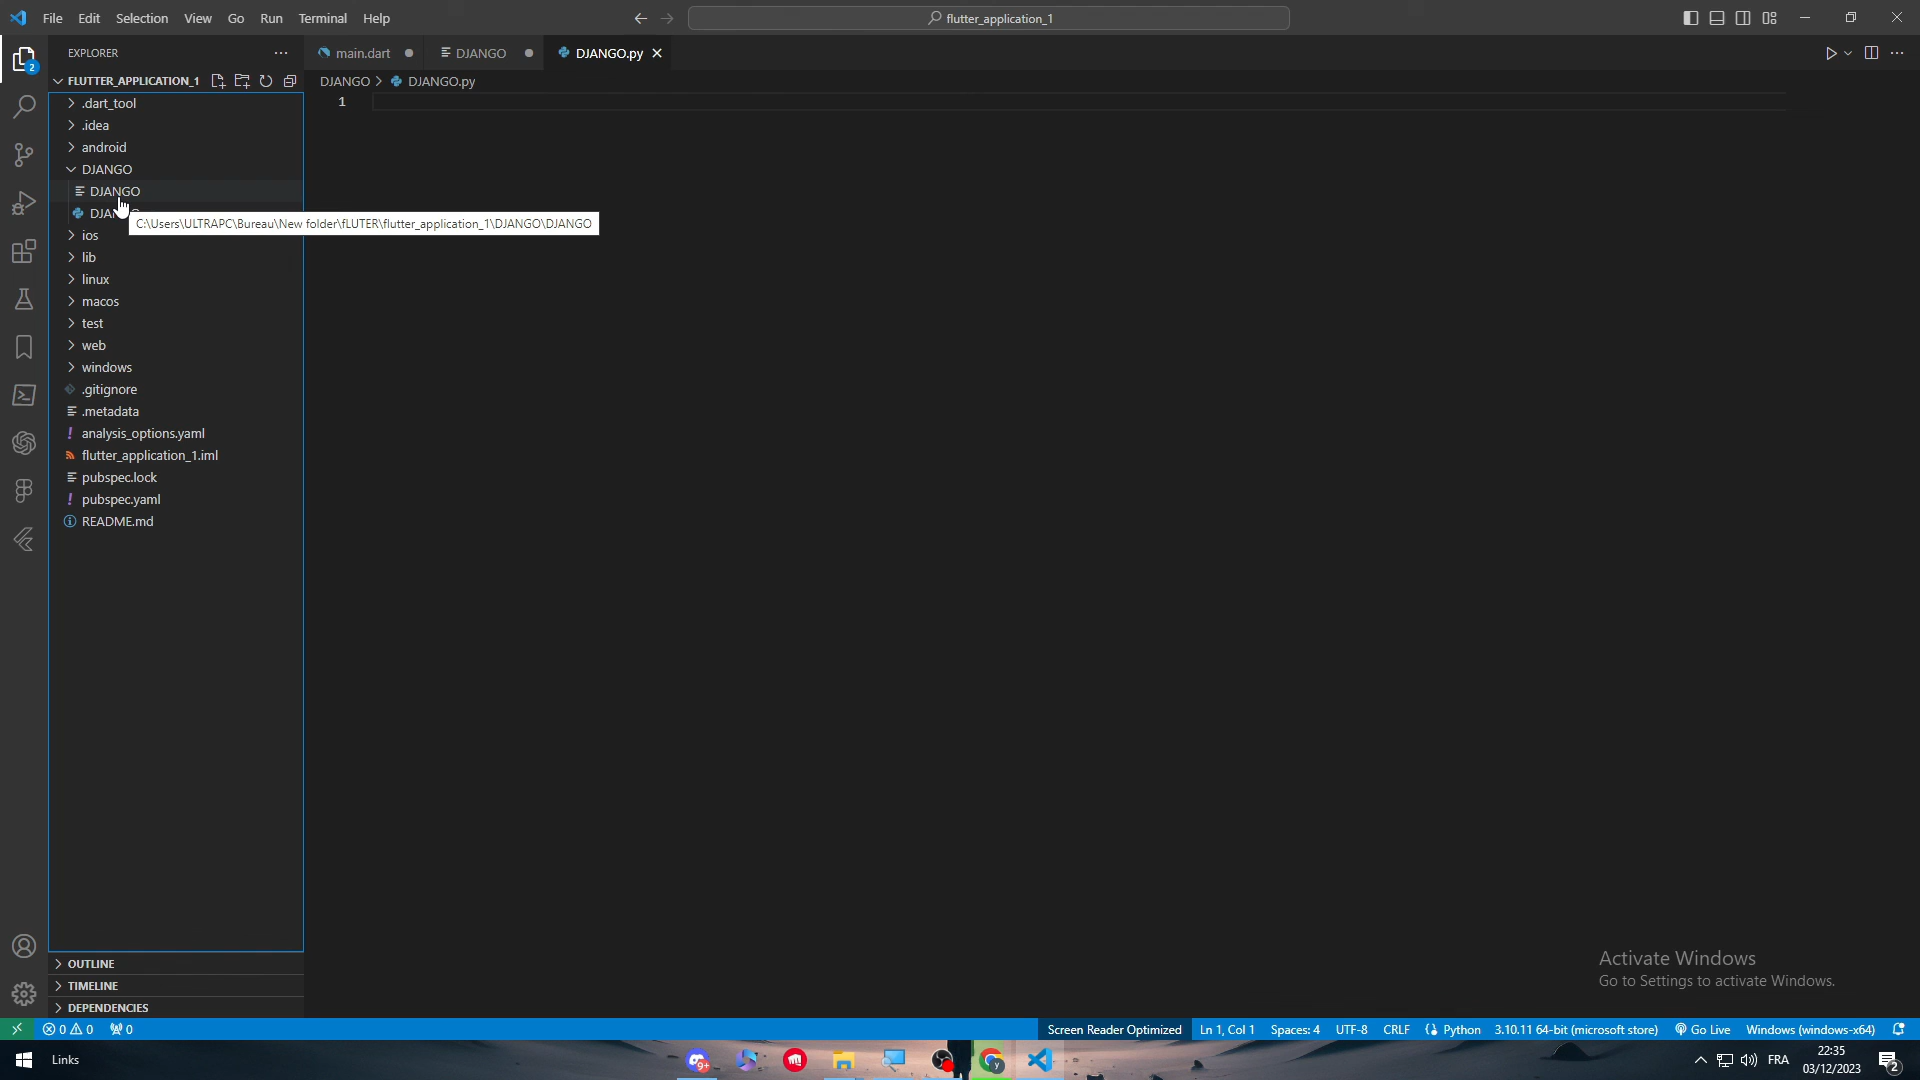 File Edit Selection View Go Run Terminal Help
flutter_application_1
EXPLORER
main.dart DJANGO DJANGO.py
FLUTTER_APPLICATION_1
DJANGO > DJANGO.py
1
.dart_tool
.idea
android
DJANGO
DJANGO
C:\Users\ULTRAPC\Bureau\New folder\fLUTER\flutter_application_1\DJANGO\DJANGO
ios
lib
linux
macos
test
web
windows
.gitignore
.metadata
analysis_options.yaml
flutter_application_1.iml
pubspec.lock
pubspec.yaml
README.md
OUTLINE
TIMELINE
DEPENDENCIES
Activate Windows
Go to Settings to activate Windows.
2
0 0 0 Screen Reader Optimized Ln 1, Col 1 Spaces: 4 UTF-8 CRLF Python 3.10.11 64-bit (microsoft store) Go Live Windows (windows-x64)
Links 9+ y FRA 22:35 03/12/2023 2